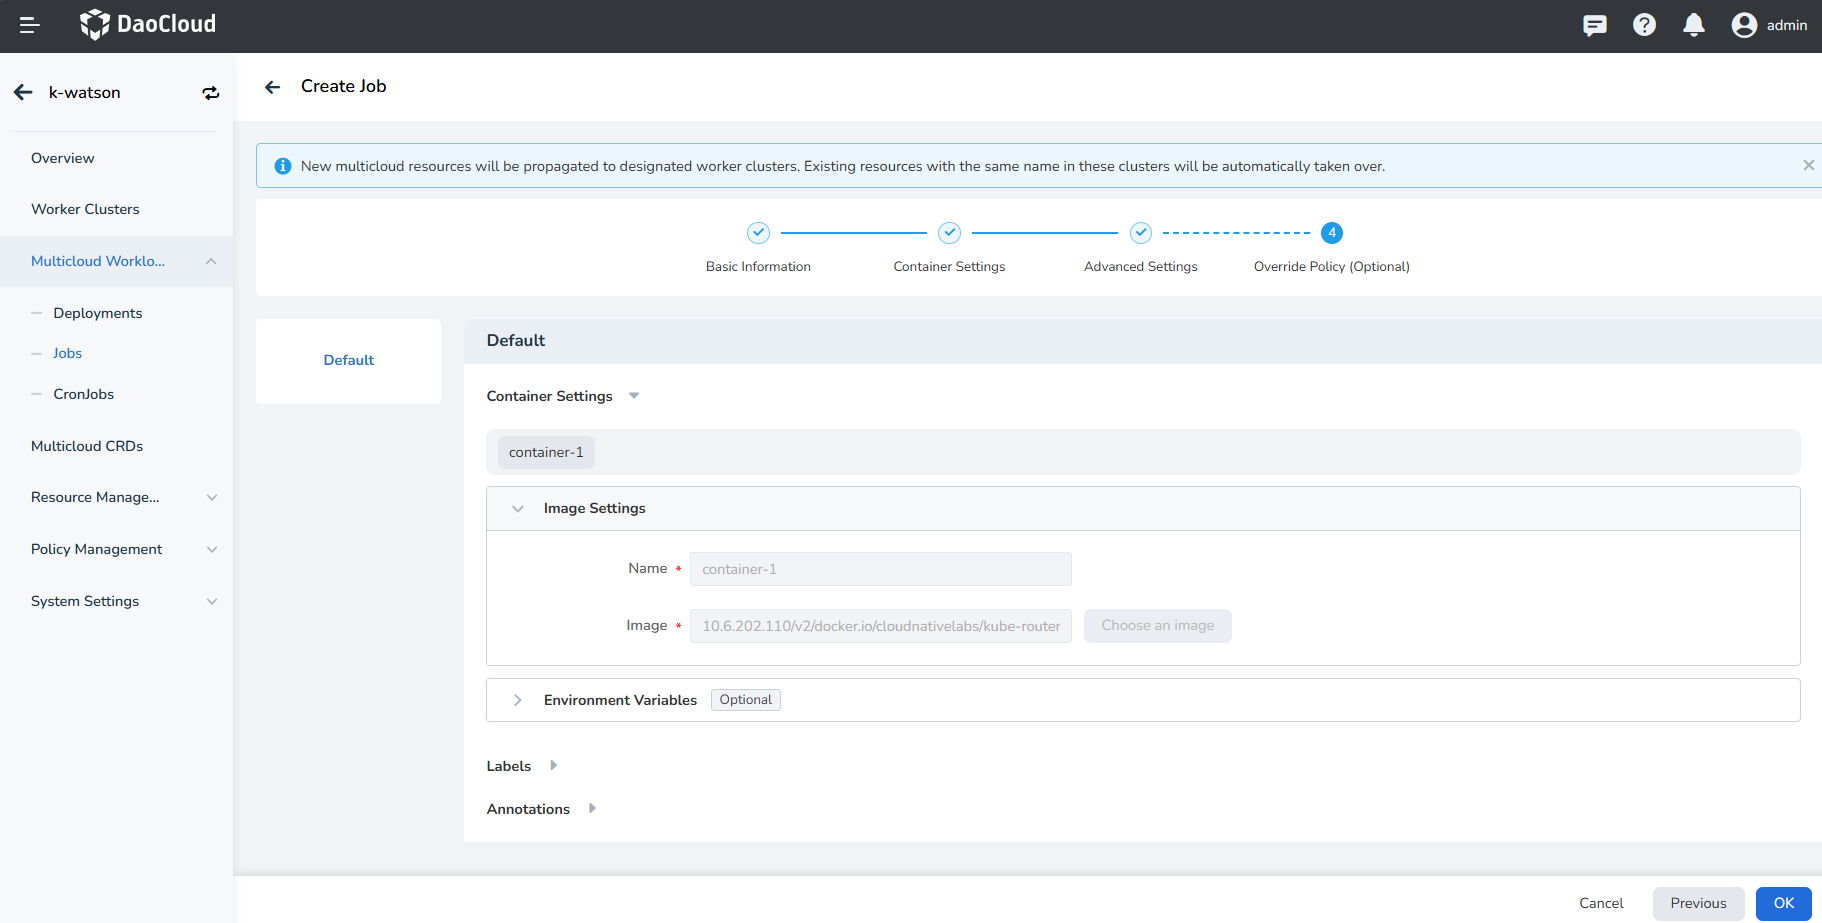 DaoCloud
admin
k-watson
Create Job
Overview
Worker Clusters
Multicloud Worklo...
Deployments
Jobs
CronJobs
Multicloud CRDs
Resource Manage...
Policy Management
System Settings
New multicloud resources will be propagated to designated worker clusters. Existing resources with the same name in these clusters will be automatically taken over.
4
Basic Information
Container Settings
Advanced Settings
Override Policy (Optional)
Default
Default
Container Settings
container-1
Image Settings
Name *
container-1
Image *
10.6.202.110/v2/docker.io/cloudnativelabs/kube-router
Choose an image
Environment Variables Optional
Labels
Annotations
Cancel
Previous
OK